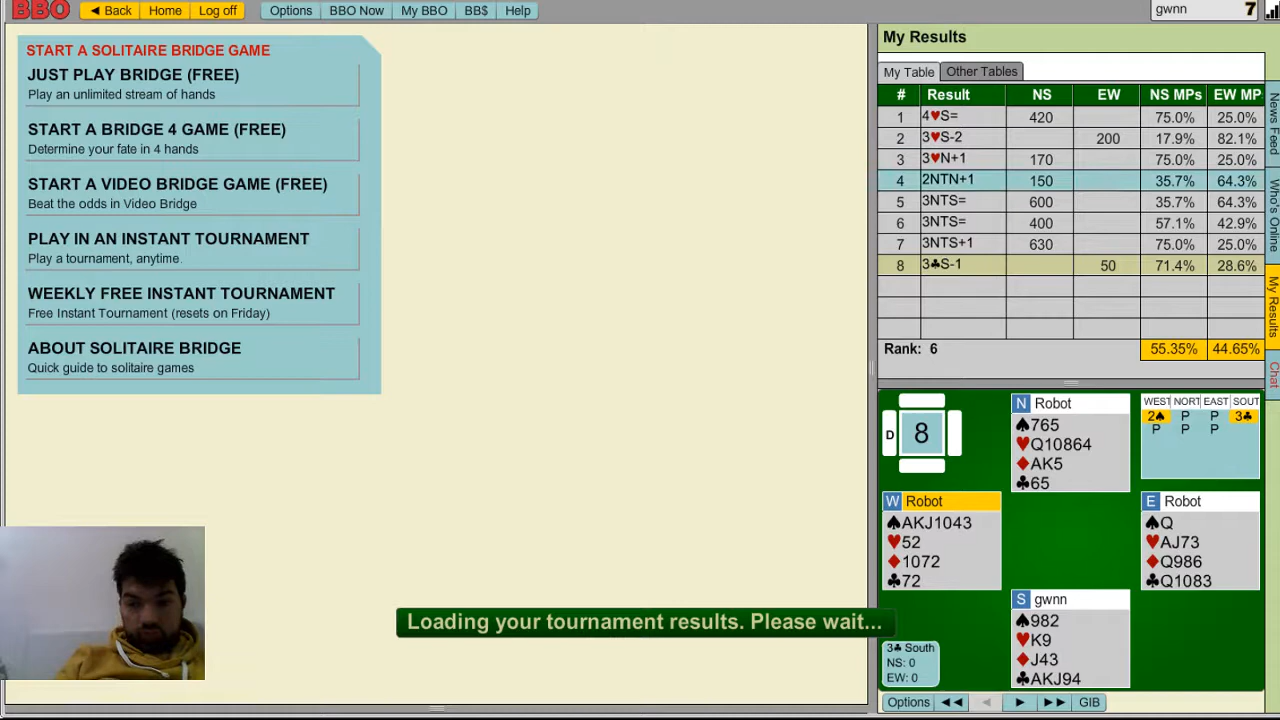 BBO ◄ Back Home Log off Options BBO Now My BBO BB$ Help gwnn 7
START A SOLITAIRE BRIDGE GAME
JUST PLAY BRIDGE (FREE)
Play an unlimited stream of hands
START A BRIDGE 4 GAME (FREE)
Determine your fate in 4 hands
START A VIDEO BRIDGE GAME (FREE)
Beat the odds in Video Bridge
PLAY IN AN INSTANT TOURNAMENT
Play a tournament, anytime.
WEEKLY FREE INSTANT TOURNAMENT
Free Instant Tournament (resets on Friday)
ABOUT SOLITAIRE BRIDGE
Quick guide to solitaire games
Loading your tournament results. Please wait...
My Results
My Table Other Tables
# Result NS EW NS MPs EW MP
1 4♥S= 420 75.0% 25.0%
2 3♥S-2 200 17.9% 82.1%
3 3♥N+1 170 75.0% 25.0%
4 2NTN+1 150 35.7% 64.3%
5 3NTS= 600 35.7% 64.3%
6 3NTS= 400 57.1% 42.9%
7 3NTS+1 630 75.0% 25.0%
8 3♣S-1 50 71.4% 28.6%
Rank: 6 55.35% 44.65%
News Feed
Who's Online
My Results
Chat
D 8
N Robot
♠765
♥Q10864
♦AK5
♣65
WEST NORT EAST SOUT
2♠ P P 3♣
P P P
W Robot
♠AKJ1043
♥52
♦1072
♣72
E Robot
♠Q
♥AJ73
♦Q986
♣Q1083
S gwnn
♠982
♥K9
♦J43
♣AKJ94
3♣ South
NS: 0
EW: 0
Options ◄◄ ◄ ► ►► GIB